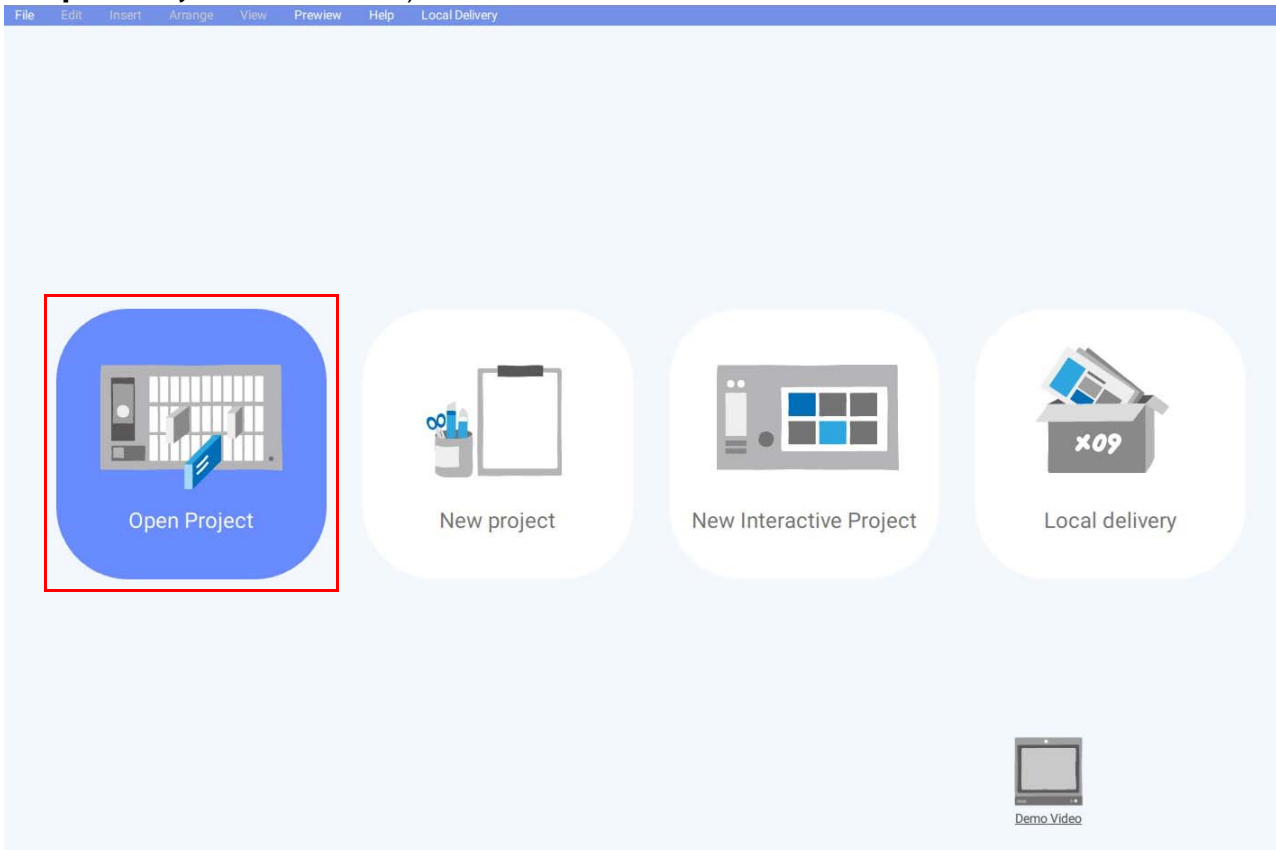 File Edit Insert Arrange View Prewiew Help Local Delivery
×09
Open Project New project New Interactive Project Local delivery
Demo Video